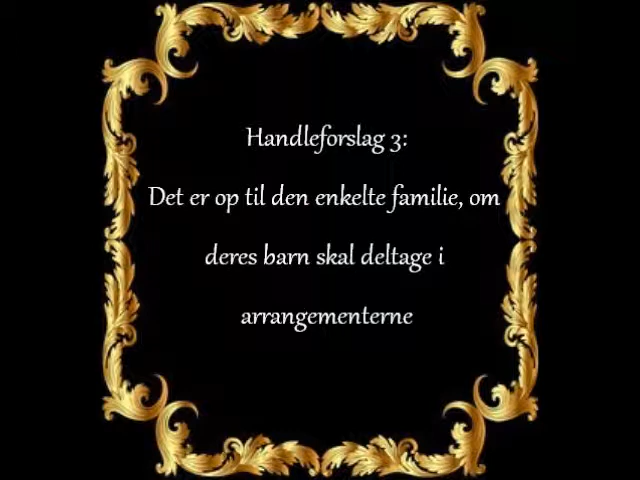 Handleforslag 3:
Det er op til den enkelte familie, om
deres barn skal deltage i
arrangementerne